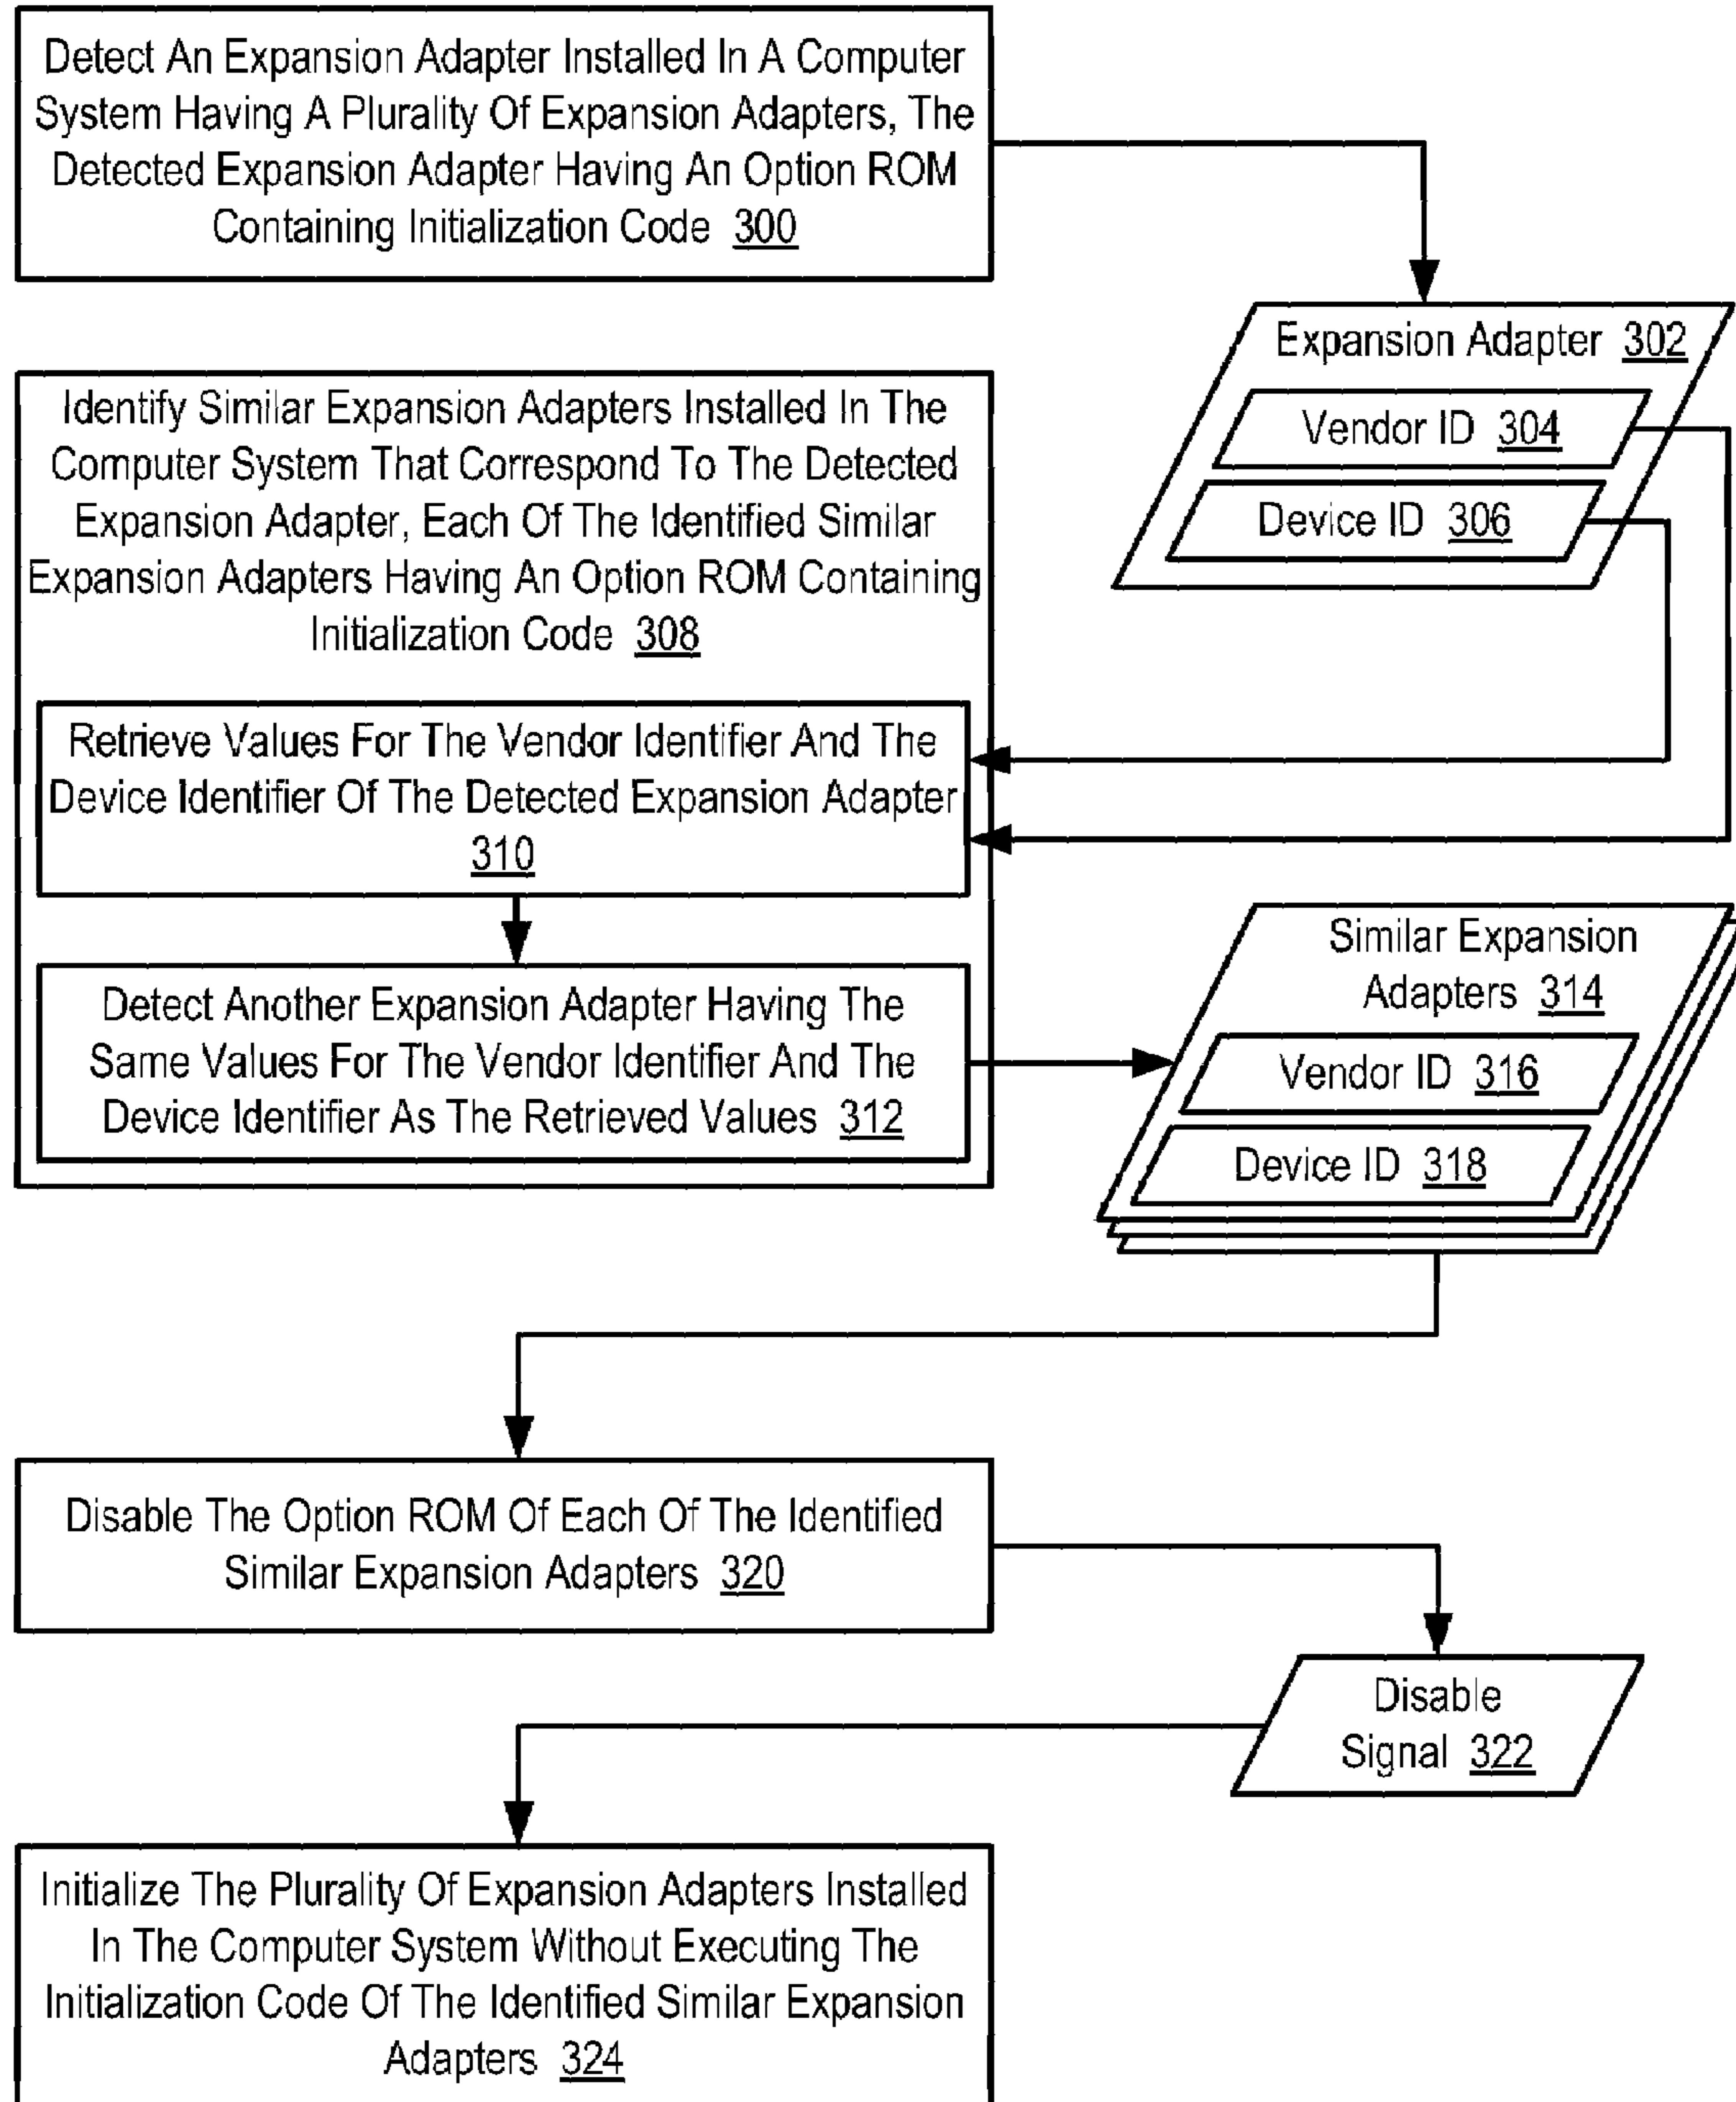 Detect An Expansion Adapter Installed In A Computer
System Having A Plurality Of Expansion Adapters, The
Detected Expansion Adapter Having An Option ROM
Containing Initialization Code 300
Expansion Adapter 302
Vendor ID 304
Device ID 306
Identify Similar Expansion Adapters Installed In The
Computer System That Correspond To The Detected
Expansion Adapter, Each Of The Identified Similar
Expansion Adapters Having An Option ROM Containing
Initialization Code 308
Retrieve Values For The Vendor Identifier And The
Device Identifier Of The Detected Expansion Adapter
310
Detect Another Expansion Adapter Having The
Same Values For The Vendor Identifier And The
Device Identifier As The Retrieved Values 312
Similar Expansion
Adapters 314
Vendor ID 316
Device ID 318
Disable The Option ROM Of Each Of The Identified
Similar Expansion Adapters 320
Disable
Signal 322
Initialize The Plurality Of Expansion Adapters Installed
In The Computer System Without Executing The
Initialization Code Of The Identified Similar Expansion
Adapters 324